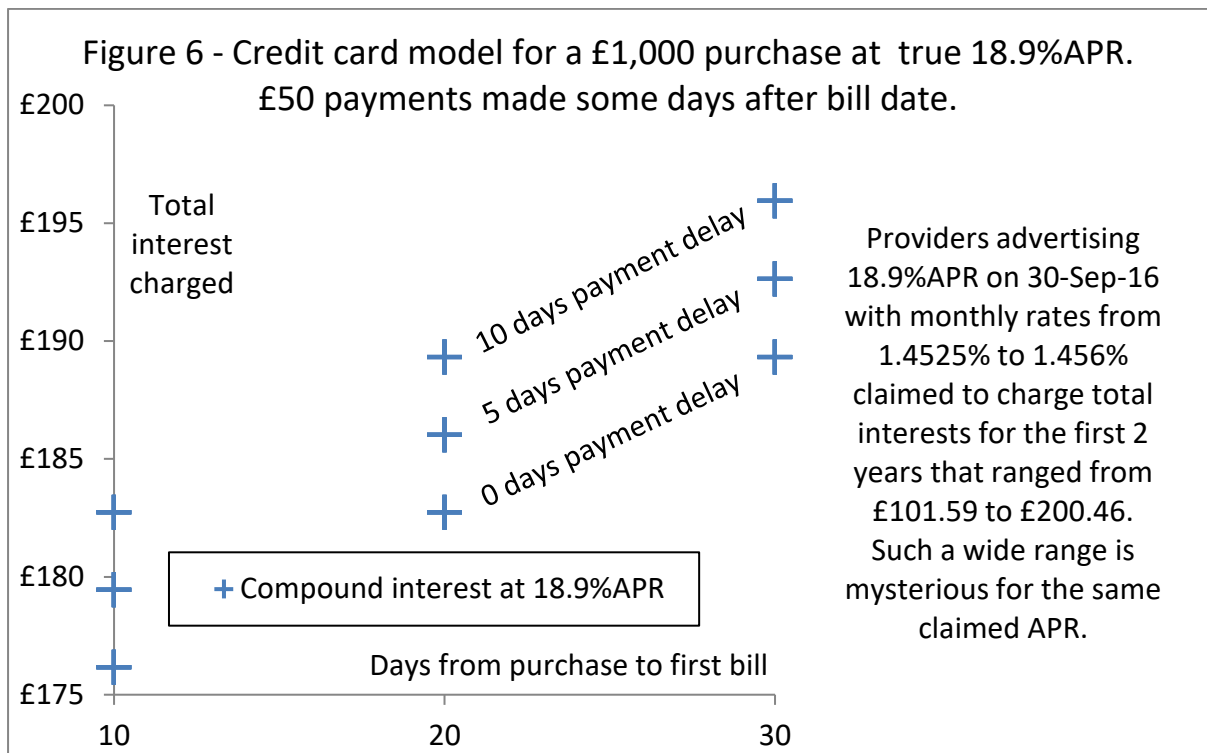 Figure 6 - Credit card model for a £1,000 purchase at  true 18.9%APR.
£50 payments made some days after bill date.
£200
£195
£190
£185
£180
£175
Total
interest
charged
10 days payment delay
5 days payment delay
0 days payment delay
Compound interest at 18.9%APR
Days from purchase to first bill
10
20
30
Providers advertising
18.9%APR on 30-Sep-16
with monthly rates from
1.4525% to 1.456%
claimed to charge total
interests for the first 2
years that ranged from
£101.59 to £200.46.
Such a wide range is
mysterious for the same
claimed APR.